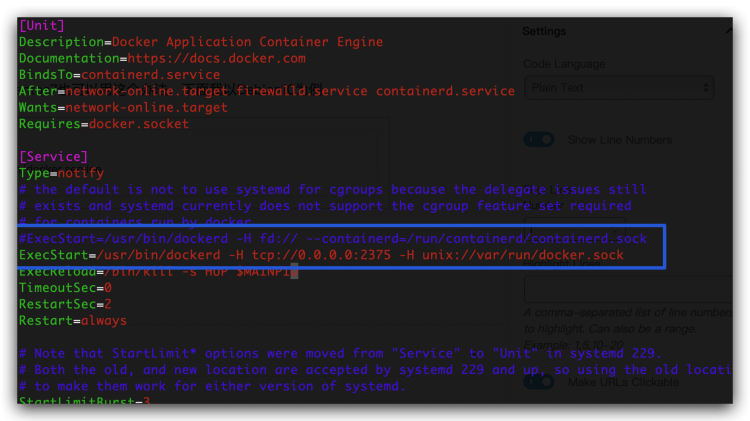 [Unit]
Description=Docker Application Container Engine
Documentation=https://docs.docker.com
BindsTo=containerd.service
After=network-online.target firewalld.service containerd.service
Wants=network-online.target
Requires=docker.socket
[Service]
Type=notify
# the default is not to use systemd for cgroups because the delegate issues still
# exists and systemd currently does not support the cgroup feature set required
# for containers run by docker
#ExecStart=/usr/bin/dockerd -H fd:// --containerd=/run/containerd/containerd.sock
ExecStart=/usr/bin/dockerd -H tcp://0.0.0.0:2375 -H unix://var/run/docker.sock
ExecReload=/bin/kill -s HUP $MAINPID
TimeoutSec=0
RestartSec=2
Restart=always
# Note that StartLimit* options were moved from "Service" to "Unit" in systemd 229.
# Both the old, and new location are accepted by systemd 229 and up, so using the old locati
# to make them work for either version of systemd.
StartLimitBurst=3
Settings
Code Language
Plain Text
Show Line Numbers
A comma-separated list of line numbers
to highlight. Can also be a range.
Example: 1,5,10-20
Make URLs Clickable